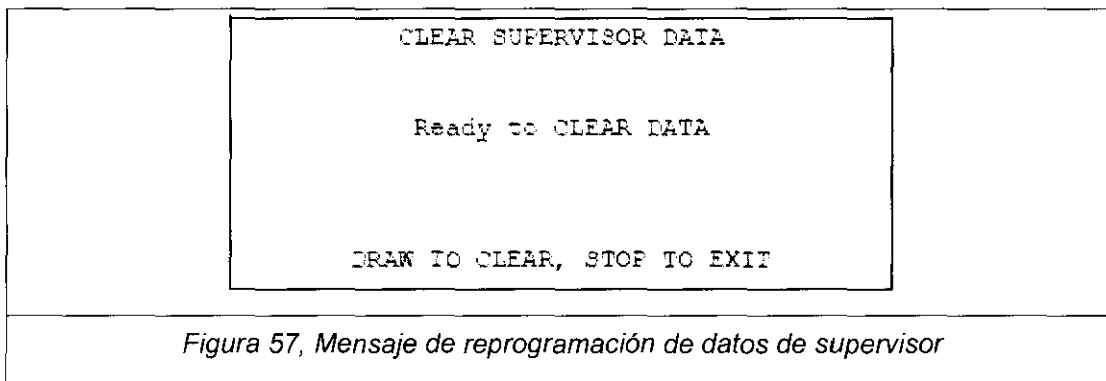 CLEAR SUPERVISOR DATA
Ready to CLEAR DATA
DRAW TO CLEAR, STOP TO EXIT
Figura 57, Mensaje de reprogramación de datos de supervisor